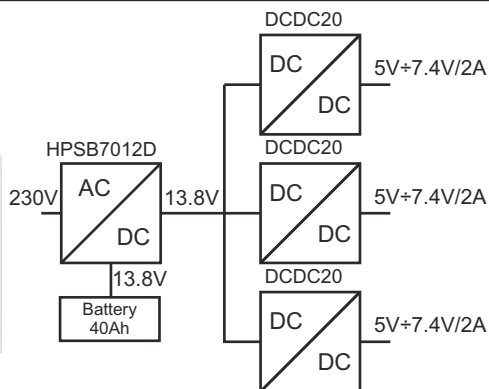 DCDC20
DC
DC
5V÷7.4V/2A
HPSB7012D
230V
AC
DC
13.8V
DCDC20
DC
DC
5V÷7.4V/2A
13.8V
Battery
40Ah
DCDC20
DC
DC
5V÷7.4V/2A